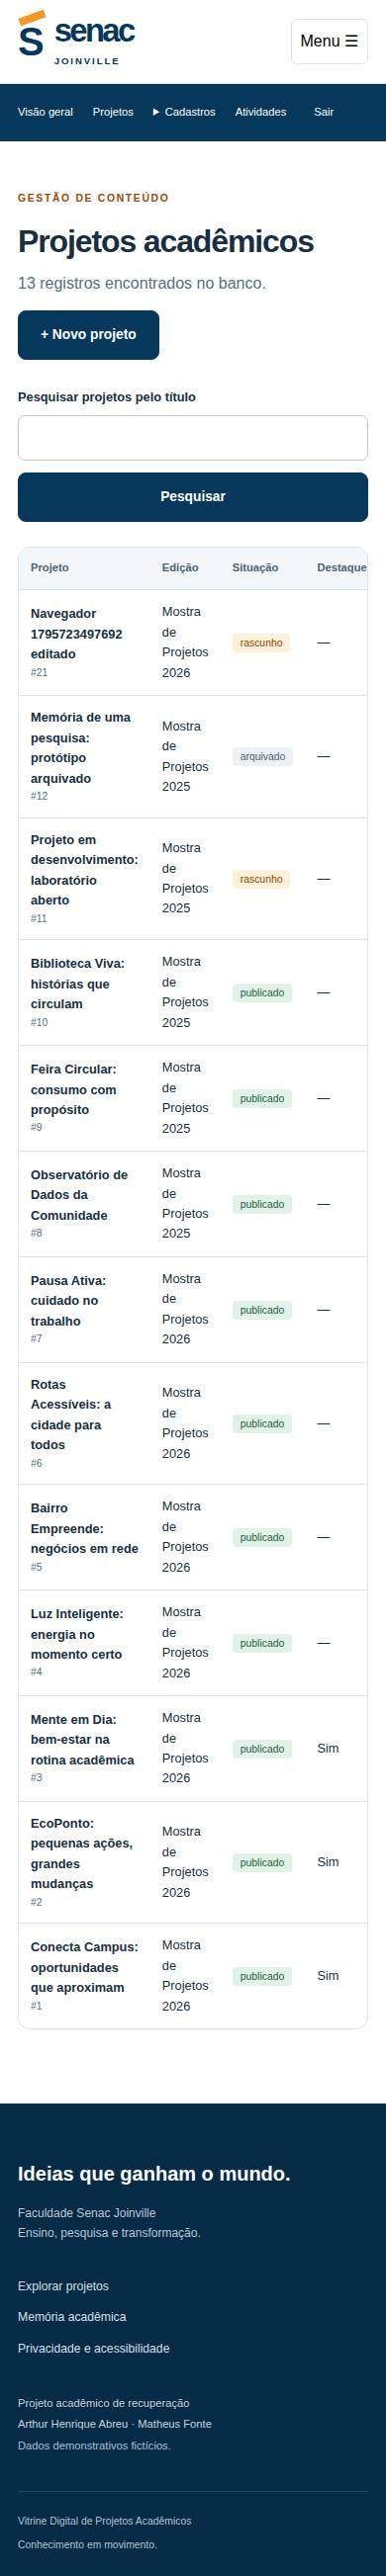 S senac
JOINVILLE
Menu ☰
Visão geral Projetos ▶ Cadastros Atividades Sair
GESTÃO DE CONTEÚDO
Projetos acadêmicos
13 registros encontrados no banco.
+ Novo projeto
Pesquisar projetos pelo título
Pesquisar
Projeto Edição Situação Destaque
Navegador
1795723497692
editado
#21
Mostra
de
Projetos
2026
rascunho
—
Memória de uma
pesquisa:
protótipo
arquivado
#12
Mostra
de
Projetos
2025
arquivado
—
Projeto em
desenvolvimento:
laboratório
aberto
#11
Mostra
de
Projetos
2025
rascunho
—
Biblioteca Viva:
histórias que
circulam
#10
Mostra
de
Projetos
2025
publicado
—
Feira Circular:
consumo com
propósito
#9
Mostra
de
Projetos
2025
publicado
—
Observatório de
Dados da
Comunidade
#8
Mostra
de
Projetos
2025
publicado
—
Pausa Ativa:
cuidado no
trabalho
#7
Mostra
de
Projetos
2026
publicado
—
Rotas
Acessíveis: a
cidade para
todos
#6
Mostra
de
Projetos
2026
publicado
—
Bairro
Empreende:
negócios em rede
#5
Mostra
de
Projetos
2026
publicado
—
Luz Inteligente:
energia no
momento certo
#4
Mostra
de
Projetos
2026
publicado
—
Mente em Dia:
bem-estar na
rotina acadêmica
#3
Mostra
de
Projetos
2026
publicado
Sim
EcoPonto:
pequenas ações,
grandes
mudanças
#2
Mostra
de
Projetos
2026
publicado
Sim
Conecta Campus:
oportunidades
que aproximam
#1
Mostra
de
Projetos
2026
publicado
Sim
Ideias que ganham o mundo.
Faculdade Senac Joinville
Ensino, pesquisa e transformação.
Explorar projetos
Memória acadêmica
Privacidade e acessibilidade
Projeto acadêmico de recuperação
Arthur Henrique Abreu · Matheus Fonte
Dados demonstrativos fictícios.
Vitrine Digital de Projetos Acadêmicos
Conhecimento em movimento.